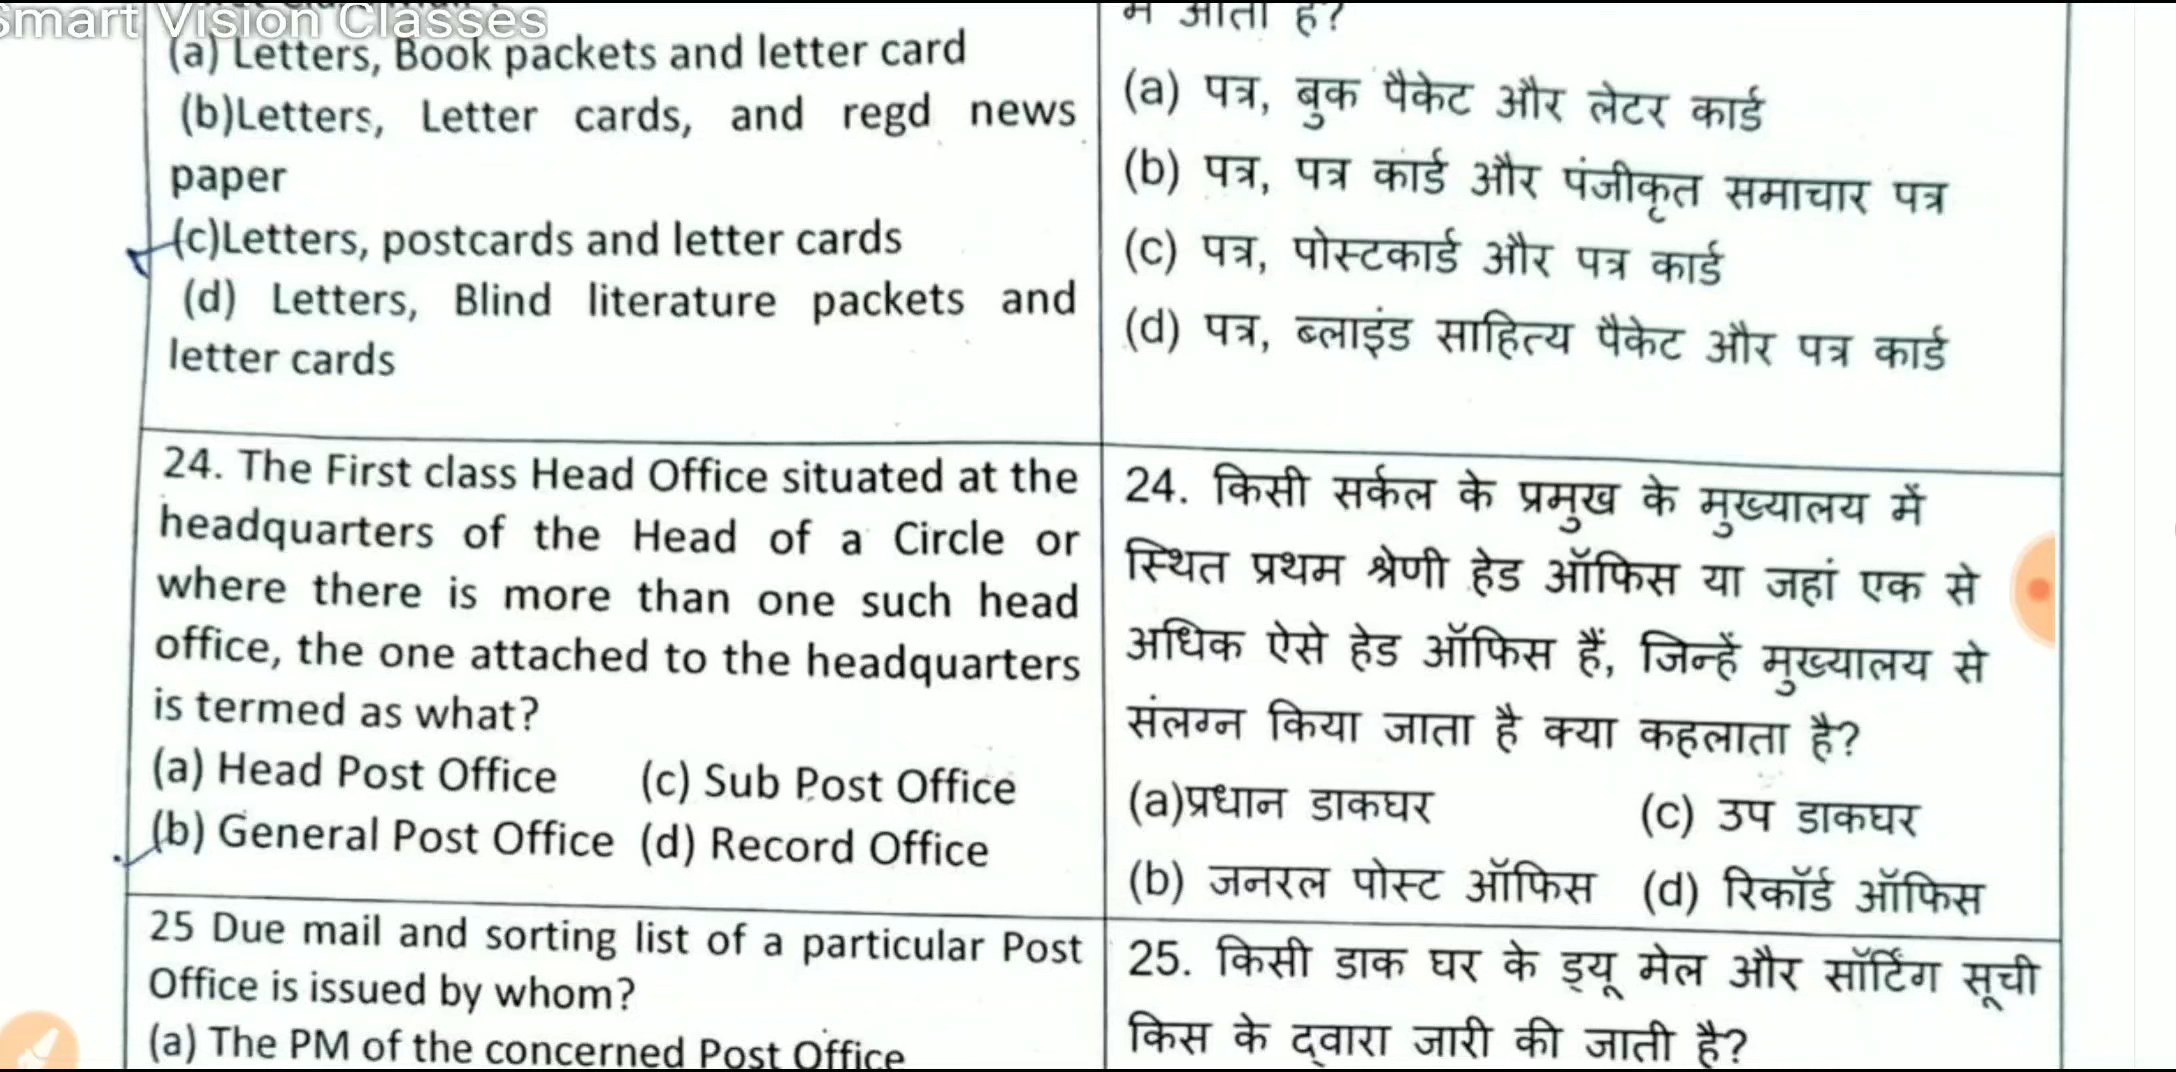 Smart Vision Classes
(a) Letters, Book packets and letter card
(b)Letters, Letter cards, and regd news
paper
(c)Letters, postcards and letter cards
(d) Letters, Blind literature packets and
letter cards
में आता है?
(a) पत्र, बुक पैकेट और लेटर कार्ड
(b) पत्र, पत्र कार्ड और पंजीकृत समाचार पत्र
(c) पत्र, पोस्टकार्ड और पत्र कार्ड
(d) पत्र, ब्लाइंड साहित्य पैकेट और पत्र कार्ड
24. The First class Head Office situated at the
headquarters of the Head of a Circle or
where there is more than one such head
office, the one attached to the headquarters
is termed as what?
(a) Head Post Office (c) Sub Post Office
(b) General Post Office (d) Record Office
24. किसी सर्कल के प्रमुख के मुख्यालय में
स्थित प्रथम श्रेणी हेड ऑफिस या जहां एक से
अधिक ऐसे हेड ऑफिस हैं, जिन्हें मुख्यालय से
संलग्न किया जाता है क्या कहलाता है?
(a)प्रधान डाकघर (c) उप डाकघर
(b) जनरल पोस्ट ऑफिस (d) रिकॉर्ड ऑफिस
25 Due mail and sorting list of a particular Post
Office is issued by whom?
(a) The PM of the concerned Post Office
25. किसी डाक घर के ड्यू मेल और सॉर्टिंग सूची
किस के द्वारा जारी की जाती है?